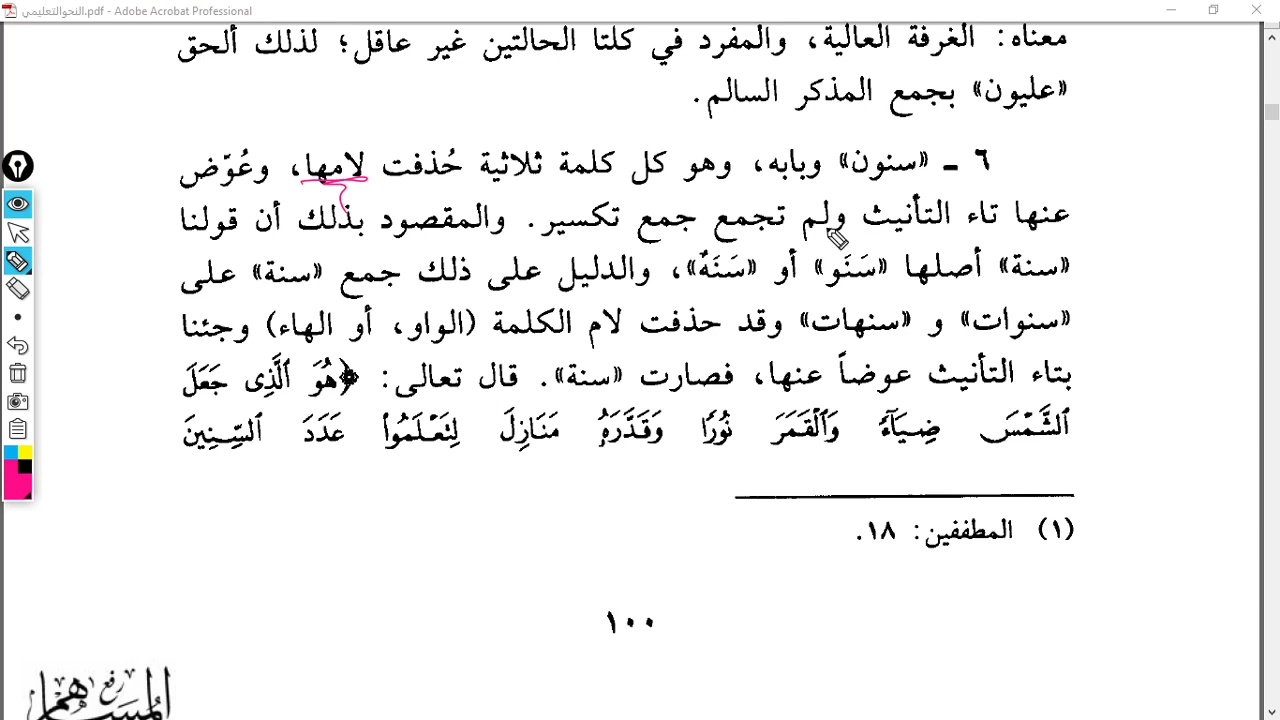 النحوالتعليمي.pdf - Adobe Acrobat Professional
معناه: الغرفة العالية، والمفرد في كلتا الحالتين غير عاقل؛ لذلك ألحق
«عليون» بجمع المذكر السالم.
٦ ـ «سنون» وبابه، وهو كل كلمة ثلاثية حُذفت لامها، وعُوّض
عنها تاء التأنيث ولم تجمع جمع تكسير. والمقصود بذلك أن قولنا
«سنة» أصلها «سَنَو» أو «سَنَهٌ»، والدليل على ذلك جمع «سنة» على
«سنوات» و «سنهات» وقد حذفت لام الكلمة (الواو، أو الهاء) وجئنا
بتاء التأنيث عوضاً عنها، فصارت «سنة». قال تعالى: ﴿هُوَ ٱلَّذِى جَعَلَ
ٱلشَّمْسَ ضِيَآءً وَٱلْقَمَرَ نُورًا وَقَدَّرَهُۥ مَنَازِلَ لِتَعْلَمُوا۟ عَدَدَ ٱلسِّنِينَ
(١) المطففين: ١٨.
١٠٠
رفع